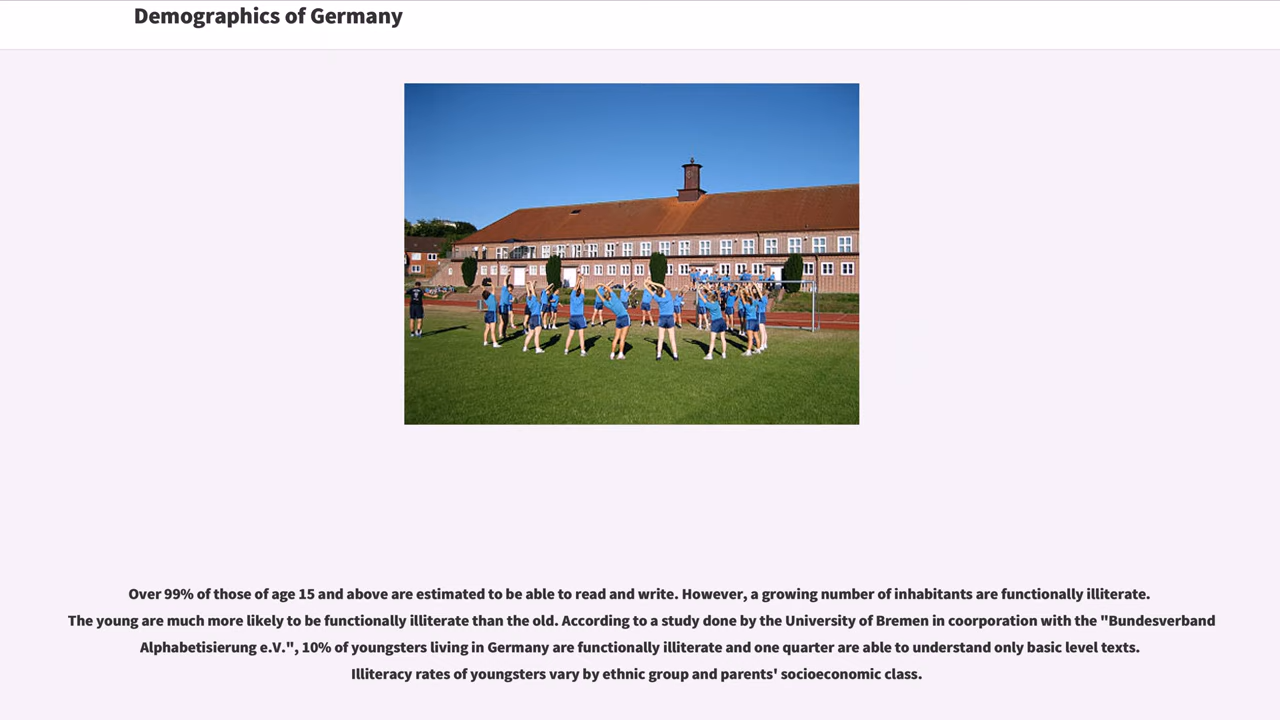 Demographics of Germany
Over 99% of those of age 15 and above are estimated to be able to read and write. However, a growing number of inhabitants are functionally illiterate.
The young are much more likely to be functionally illiterate than the old. According to a study done by the University of Bremen in coorporation with the "Bundesverband
Alphabetisierung e.V.", 10% of youngsters living in Germany are functionally illiterate and one quarter are able to understand only basic level texts.
Illiteracy rates of youngsters vary by ethnic group and parents' socioeconomic class.